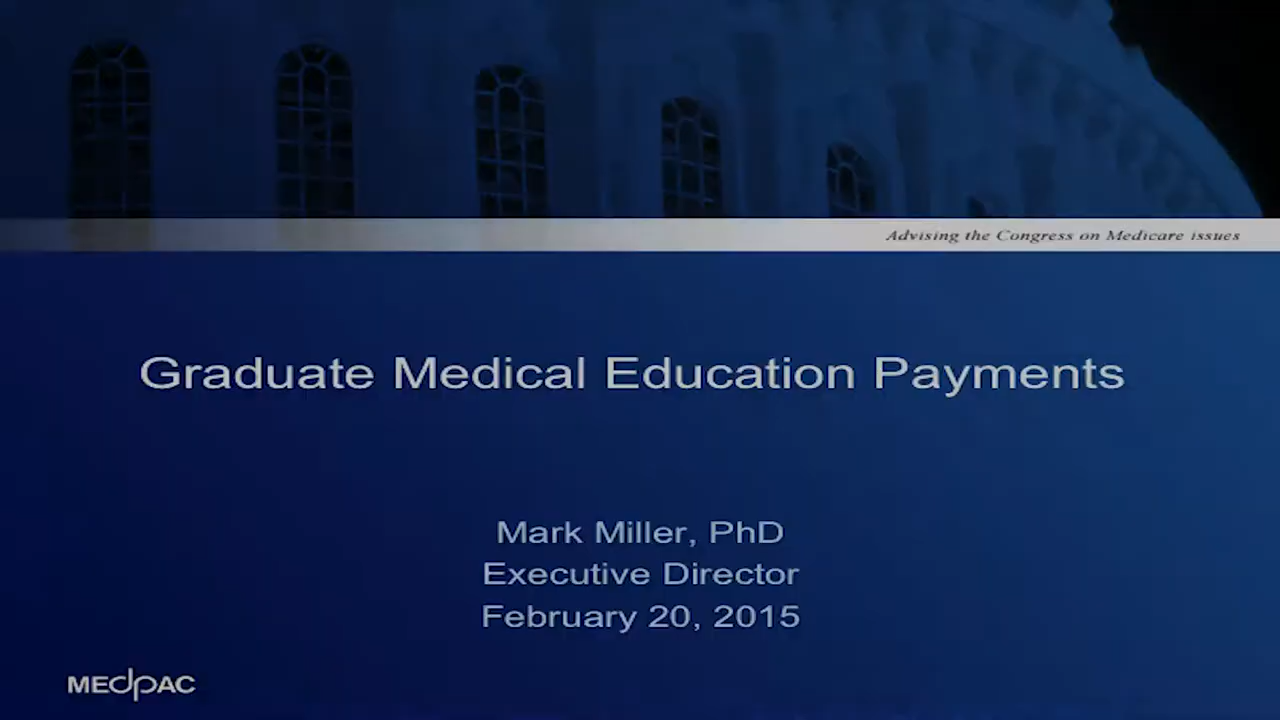 Advising the Congress on Medicare issues
Graduate Medical Education Payments
Mark Miller, PhD
Executive Director
February 20, 2015
MEdpAC